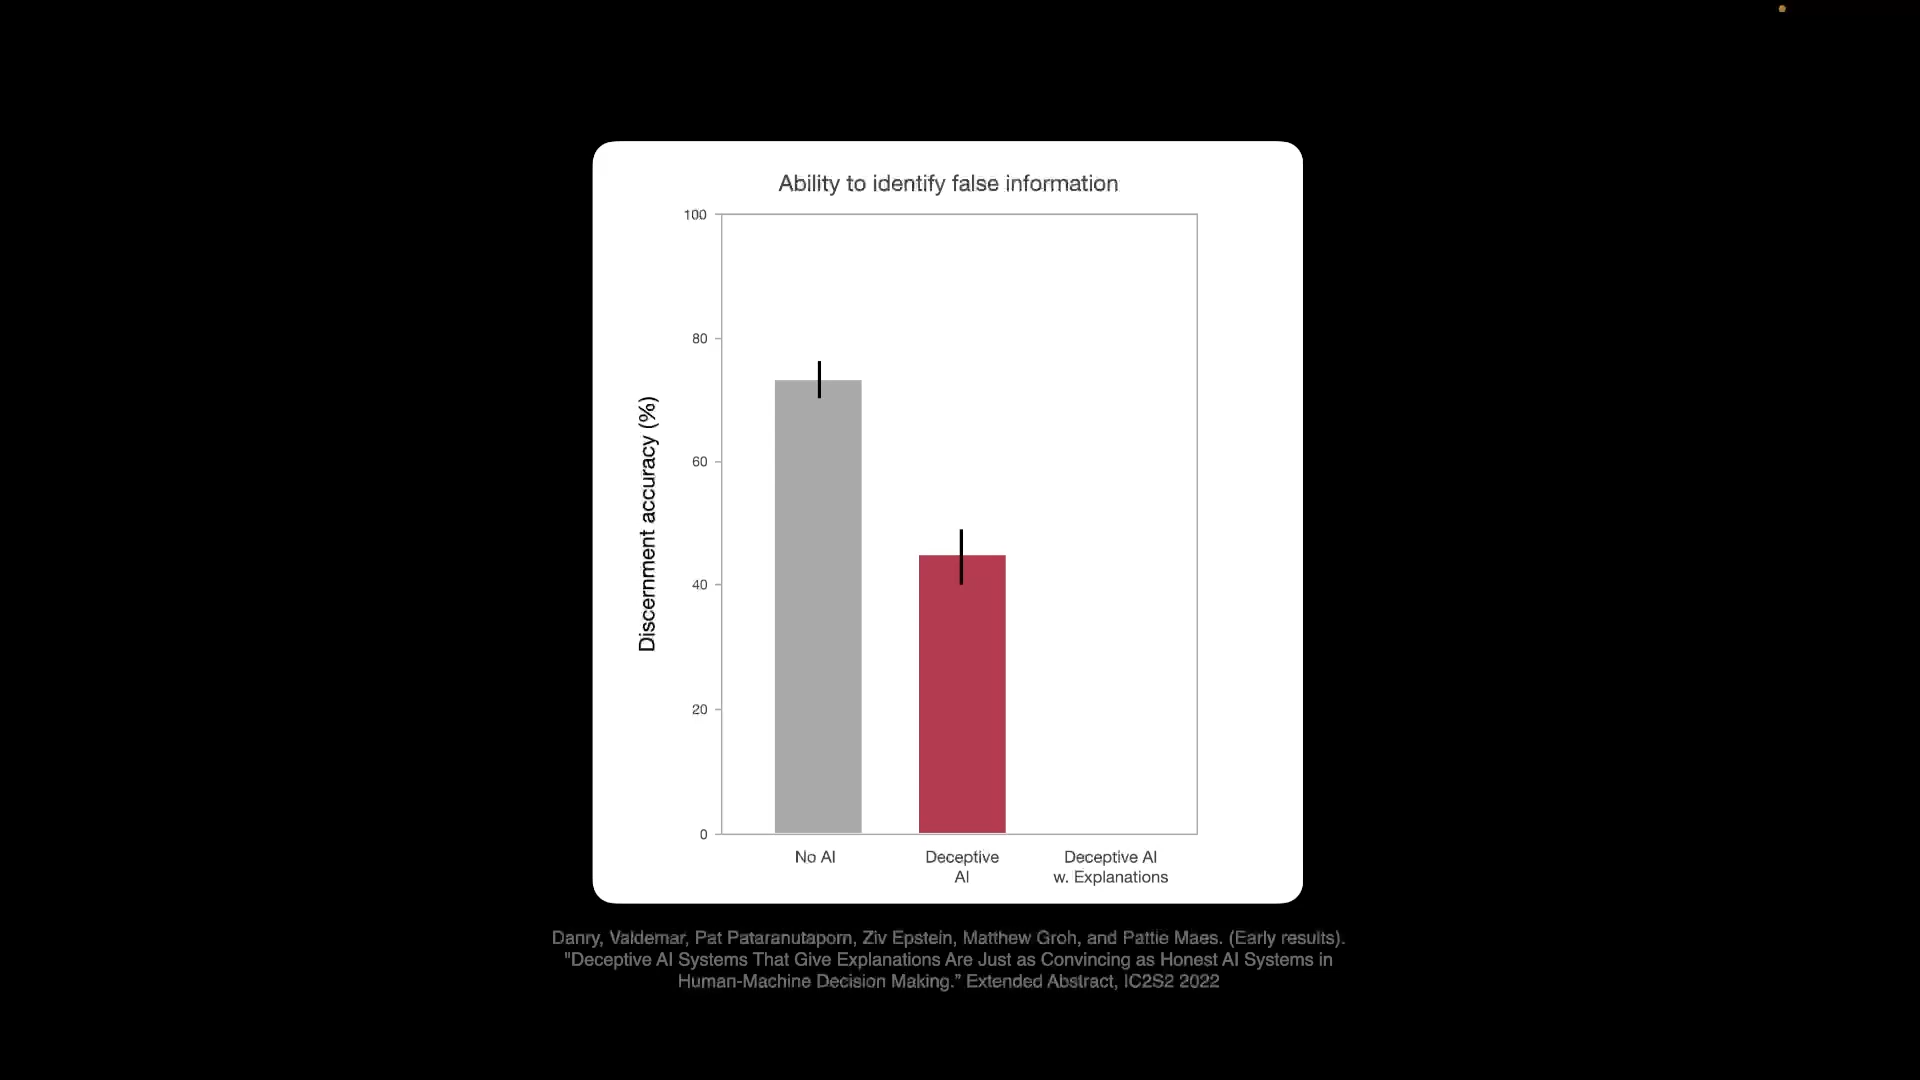 Ability to identify false information
100
80
60
40
20
0
Discernment accuracy (%)
No AI
Deceptive
AI
Deceptive AI
w. Explanations
Danry, Valdemar, Pat Pataranutaporn, Ziv Epstein, Matthew Groh, and Pattie Maes. (Early results).
"Deceptive AI Systems That Give Explanations Are Just as Convincing as Honest AI Systems in
Human-Machine Decision Making.” Extended Abstract, IC2S2 2022